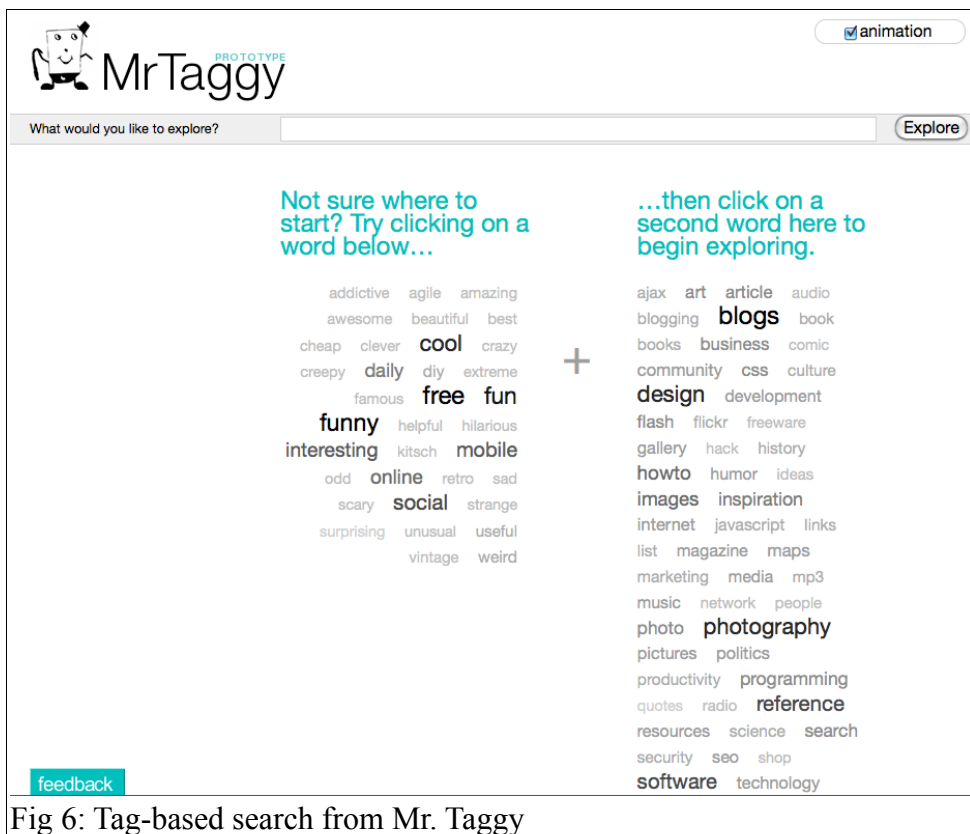 animation
PROTOTYPE
MrTaggy
What would you like to explore?
Explore
Not sure where to
start? Try clicking on a
word below...
addictive agile amazing
awesome beautiful best
cheap clever cool crazy
creepy daily diy extreme
famous free fun
funny helpful hilarious
interesting kitsch mobile
odd online retro sad
scary social strange
surprising unusual useful
vintage weird
+
...then click on a
second word here to
begin exploring.
ajax art article audio
blogging blogs book
books business comic
community css culture
design development
flash flickr freeware
gallery hack history
howto humor ideas
images inspiration
internet javascript links
list magazine maps
marketing media mp3
music network people
photo photography
pictures politics
productivity programming
quotes radio reference
resources science search
security seo shop
software technology
feedback
Fig 6: Tag-based search from Mr. Taggy